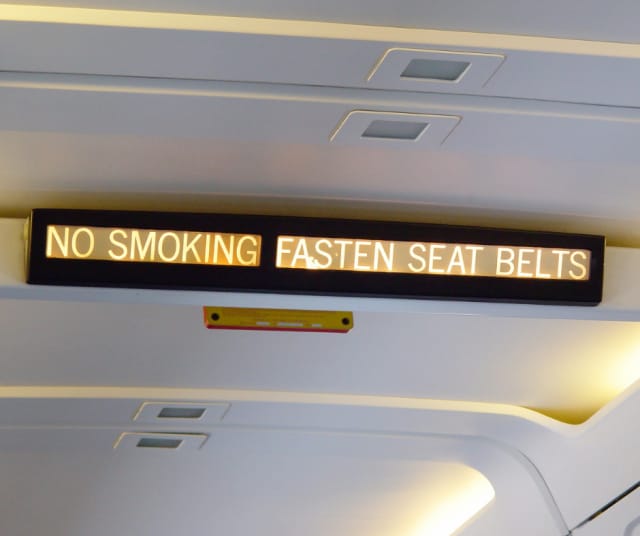 NO SMOKING FASTEN SEAT BELTS